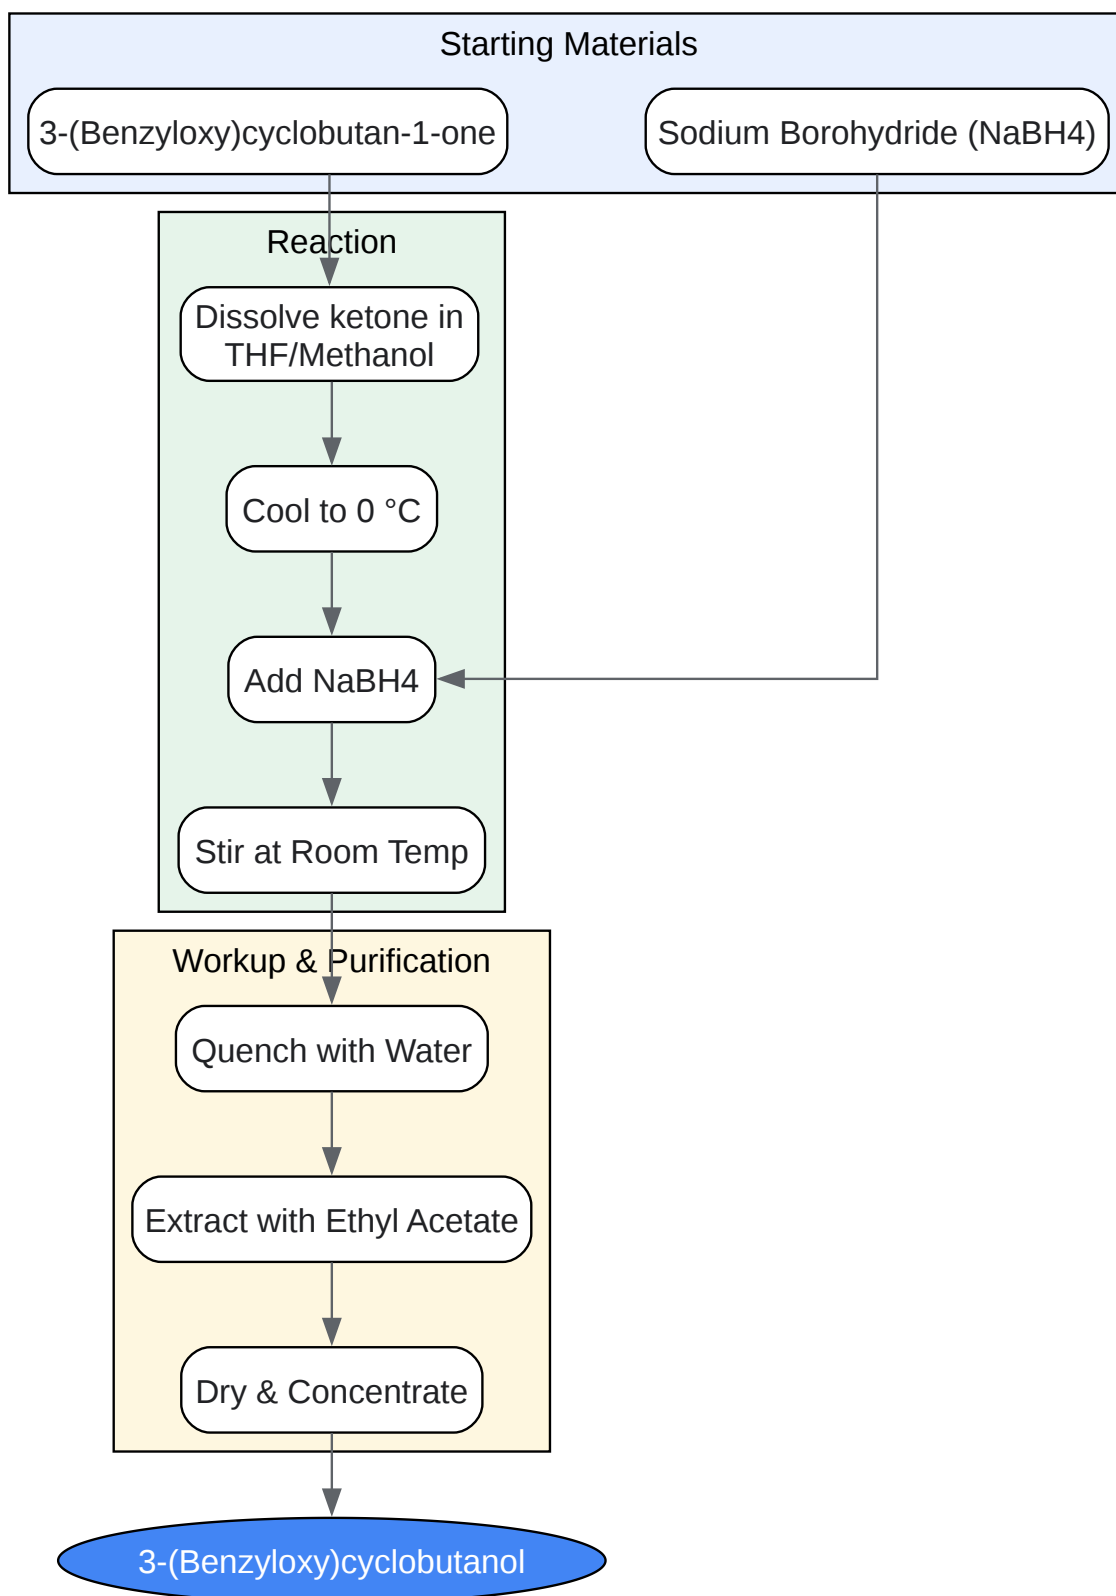 Starting Materials
3-(Benzyloxy)cyclobutan-1-one
Sodium Borohydride (NaBH4)
Reaction
Dissolve ketone in
THF/Methanol
Cool to 0 °C
Add NaBH4
Stir at Room Temp
Workup & Purification
Quench with Water
Extract with Ethyl Acetate
Dry & Concentrate
3-(Benzyloxy)cyclobutanol